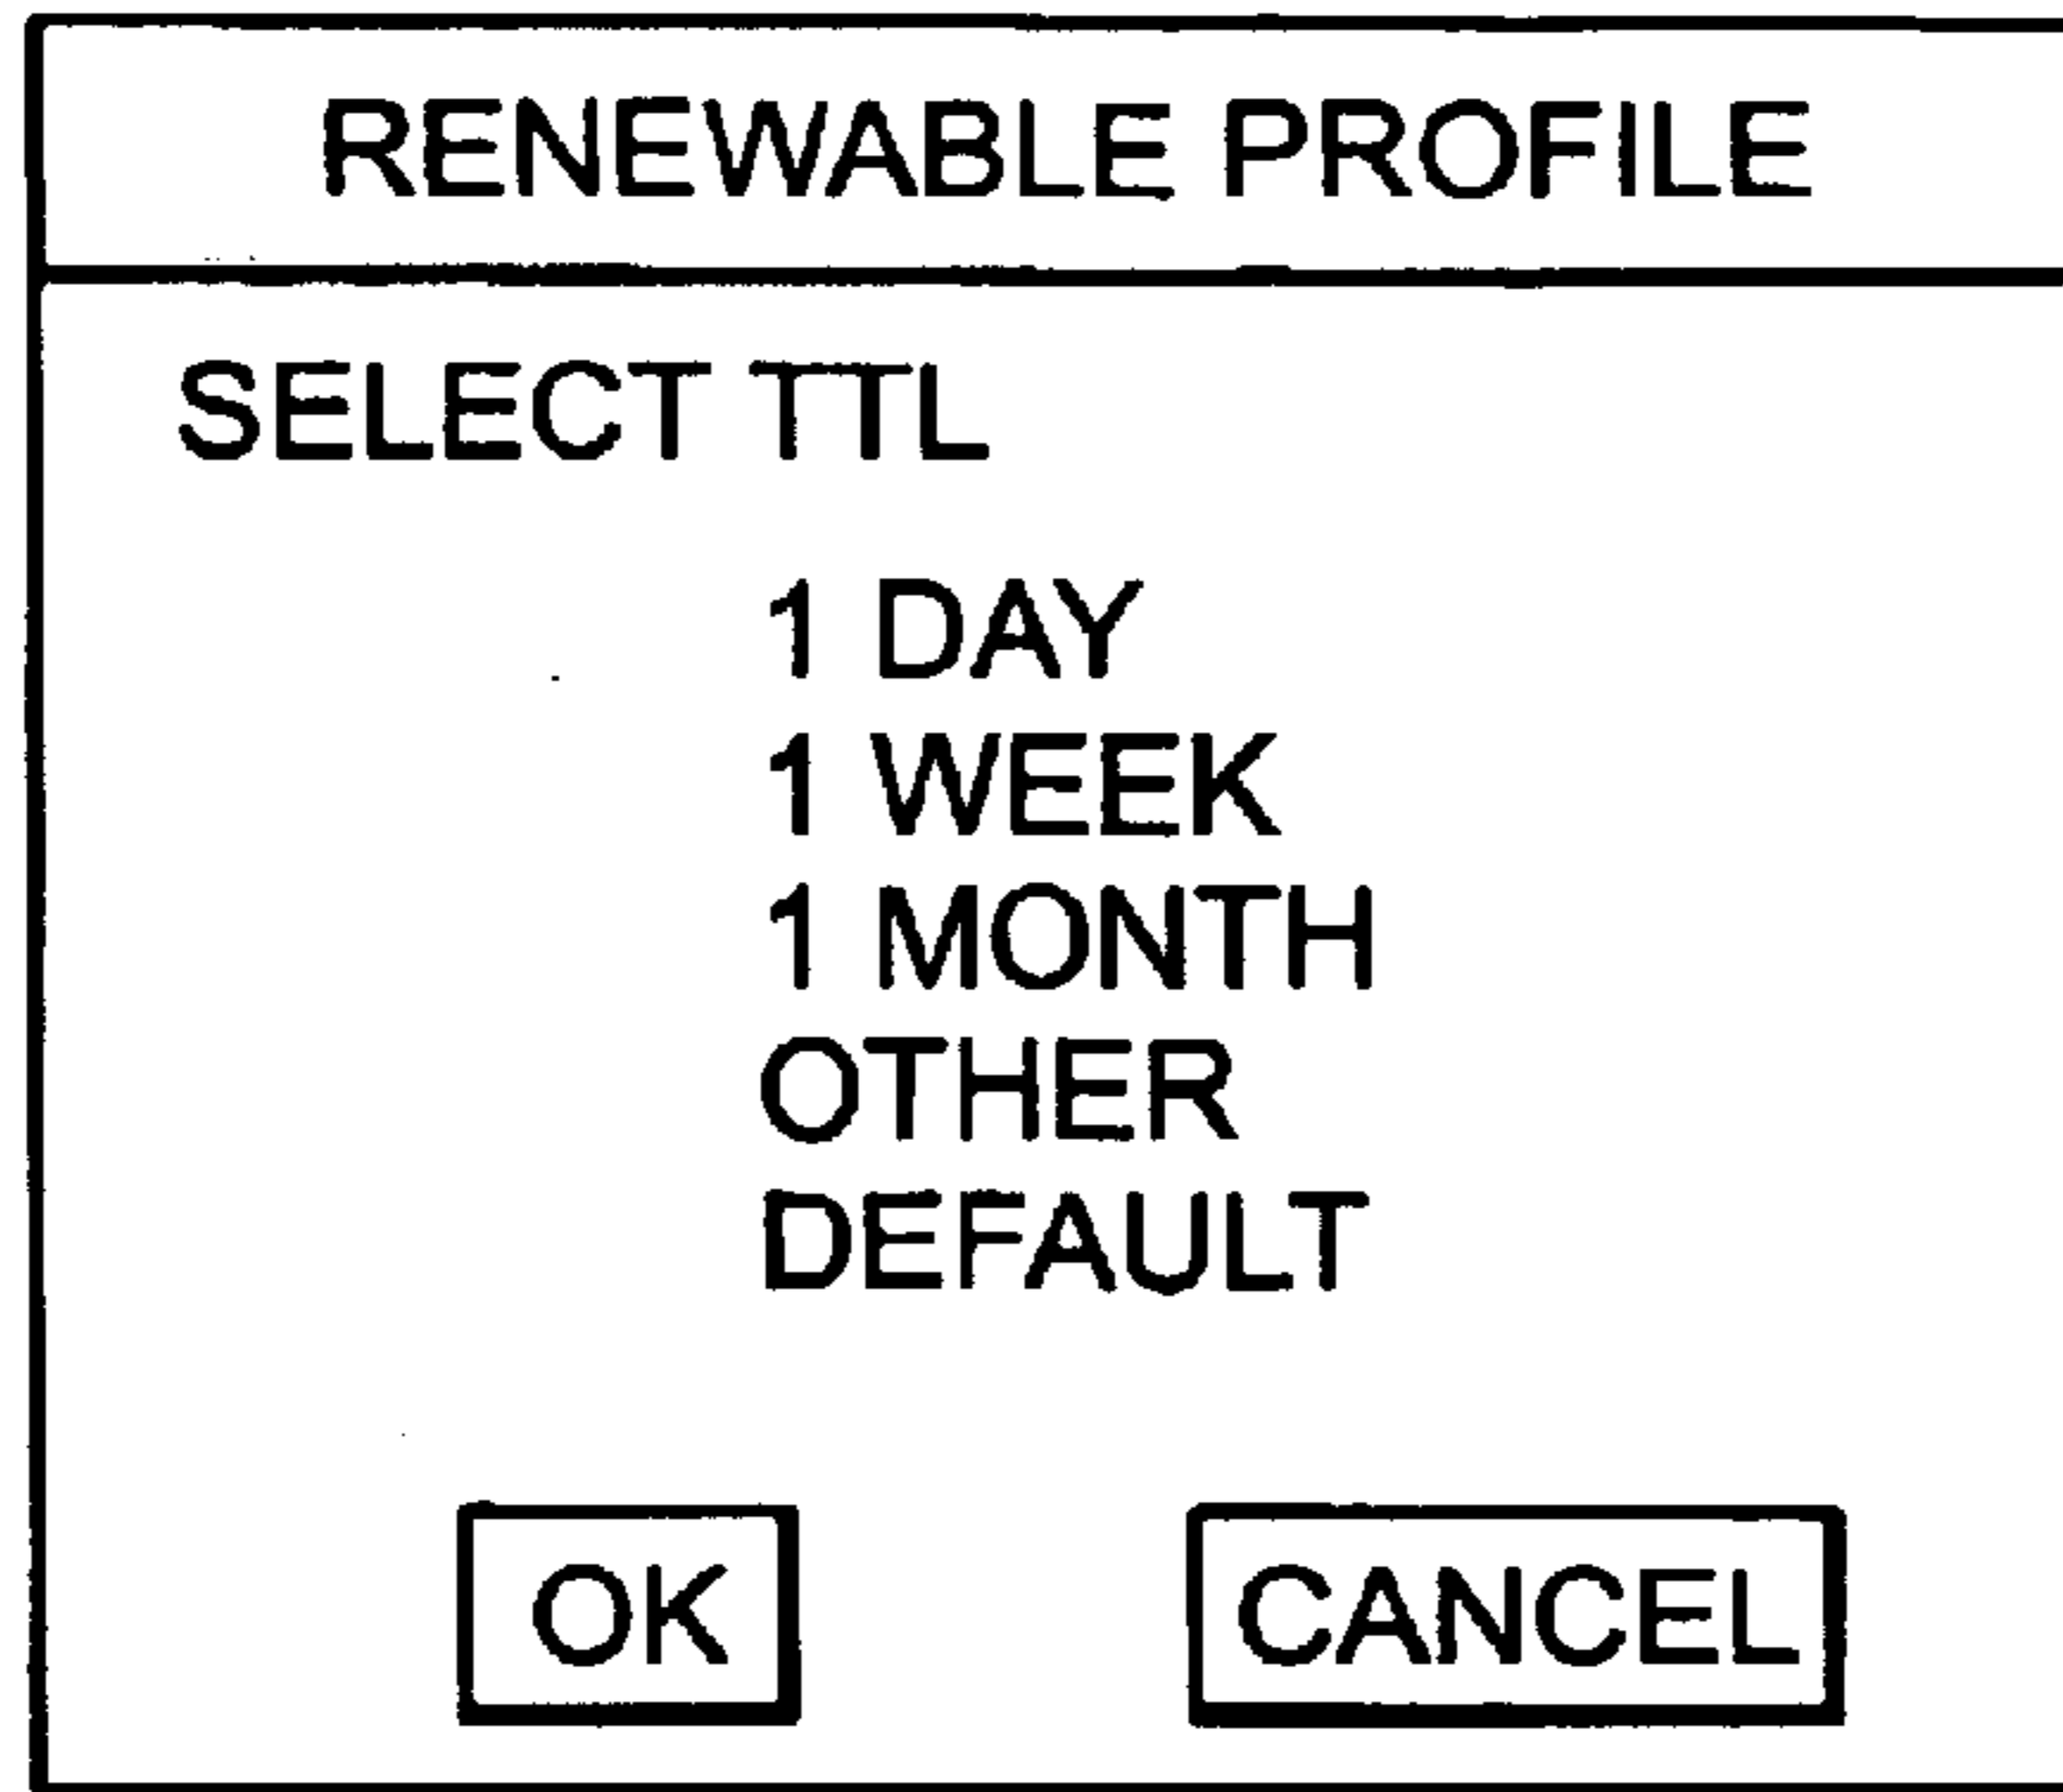 RENEWABLE PROFILE
SELECT TTL
1 DAY
1 WEEK
1 MONTH
OTHER
DEFAULT
OK CANCEL